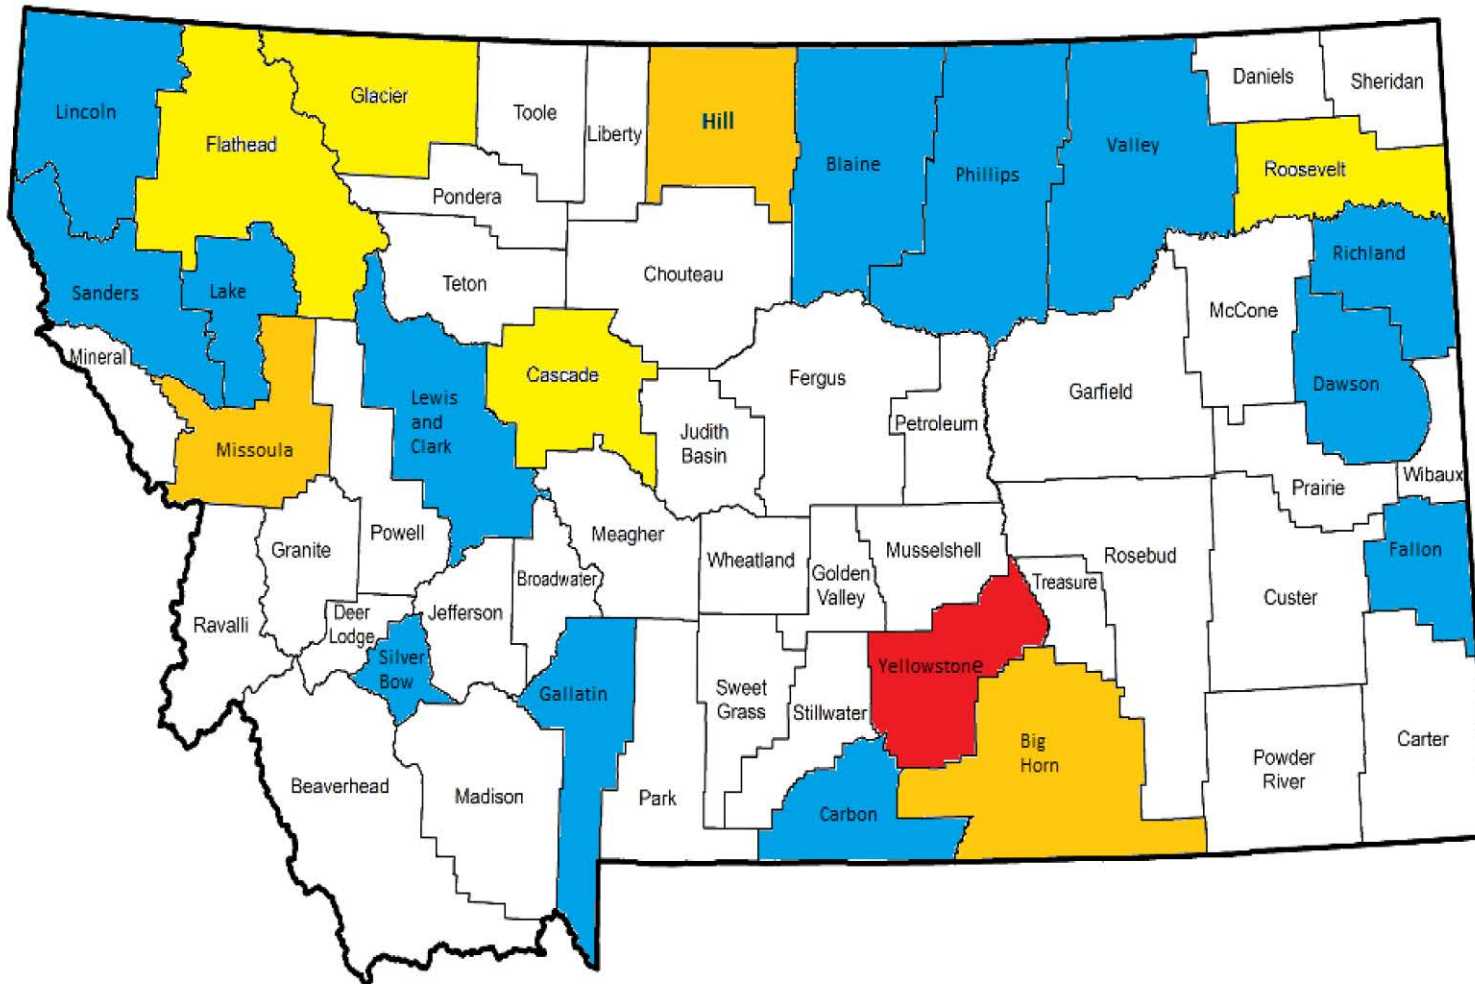 Daniels
Sheridan
Glacier
Lincoln
Toole
Liberty
Hill
Flathead
Valley
Blaine
Phillips
Roosevelt
Pondera
Richland
Sanders
Lake
Teton
Chouteau
McCone
Mineral
Cascade
Fergus
Dawson
Garfield
Lewis
and
Clark
Petroleum
Judith
Basin
Missoula
Wibaux
Prairie
Powell
Meagher
Granite
Musselshell
Rosebud
Fallon
Wheatland
Golden
Valley
Broadwater
Treasure
Custer
Deer
Lodge
Jefferson
Ravalli
Silver
Bow
Yellowstone
Gallatin
Sweet
Grass
Stillwater
Big
Horn
Carter
Powder
River
Beaverhead
Madison
Park
Carbon